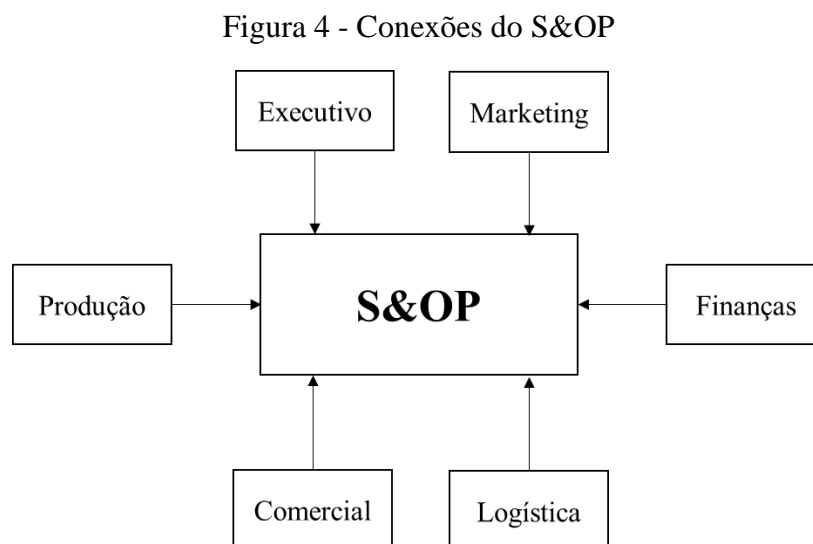 Figura 4 - Conexões do S&OP
Executivo
Marketing
Produção
S&OP
Finanças
Comercial
Logística